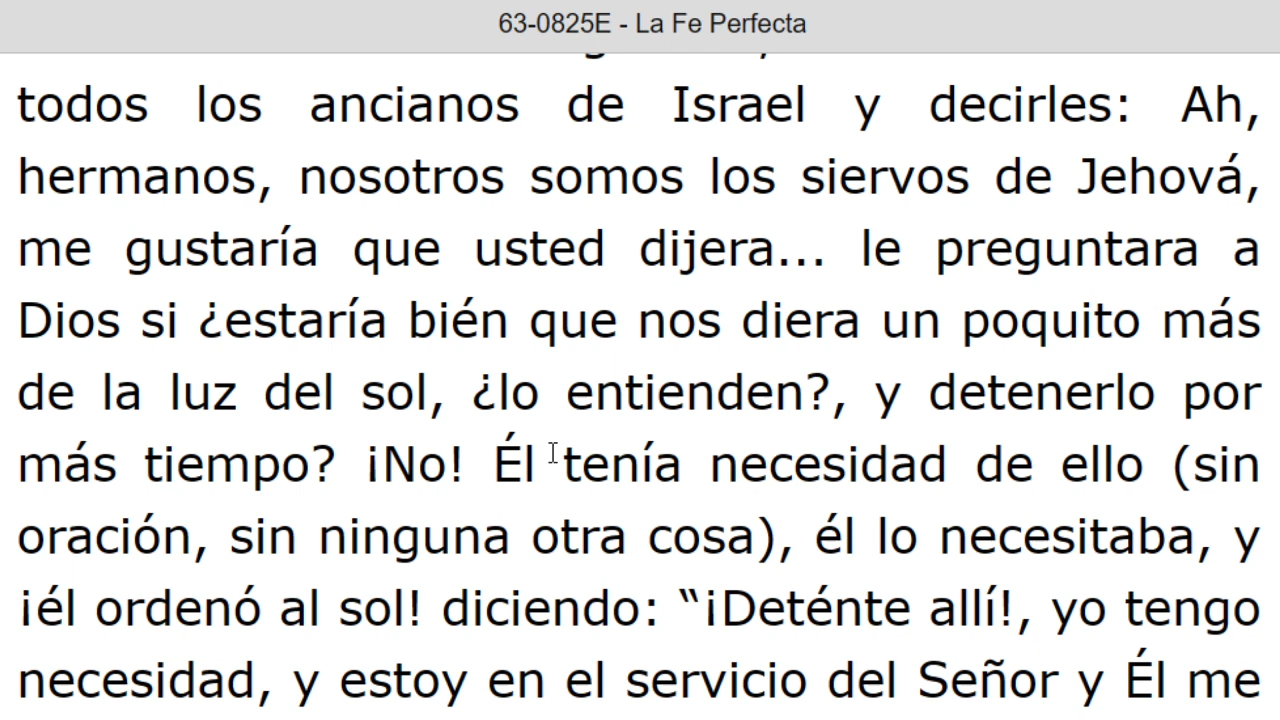 63-0825E - La Fe Perfecta
todos los ancianos de Israel y decirles: Ah,
hermanos, nosotros somos los siervos de Jehová,
me gustaría que usted dijera... le preguntara a
Dios si ¿estaría bién que nos diera un poquito más
de la luz del sol, ¿lo entienden?, y detenerlo por
más tiempo? ¡No! Él tenía necesidad de ello (sin
oración, sin ninguna otra cosa), él lo necesitaba, y
¡él ordenó al sol! diciendo: “¡Deténte allí!, yo tengo
necesidad, y estoy en el servicio del Señor y Él me